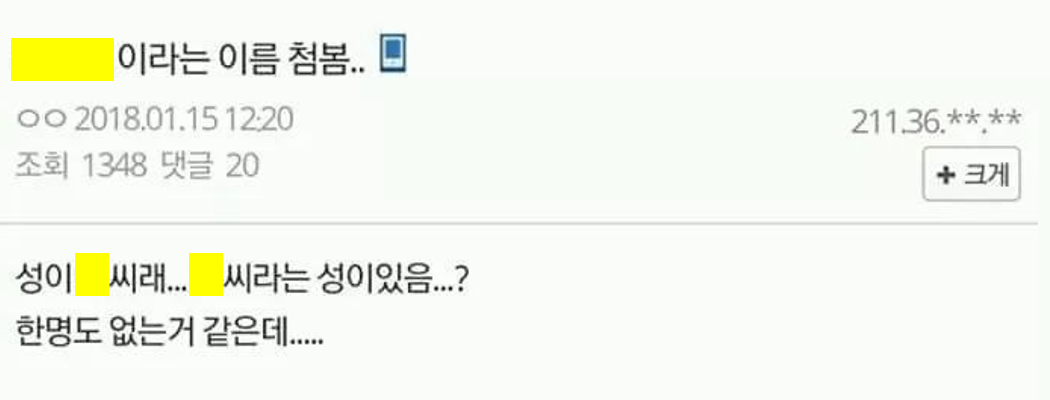 이라는 이름 첨봄..
ㅇㅇ 2018.01.15 12:20
211.36.**.**
조회 1348 댓글 20
+ 크게
성이 씨래... 씨라는 성이있음...?
한명도 없는거 같은데.....